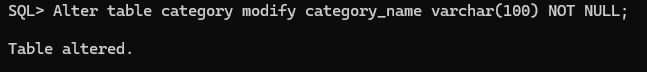 SQL> Alter table category modify category_name varchar(100) NOT NULL;
Table altered.